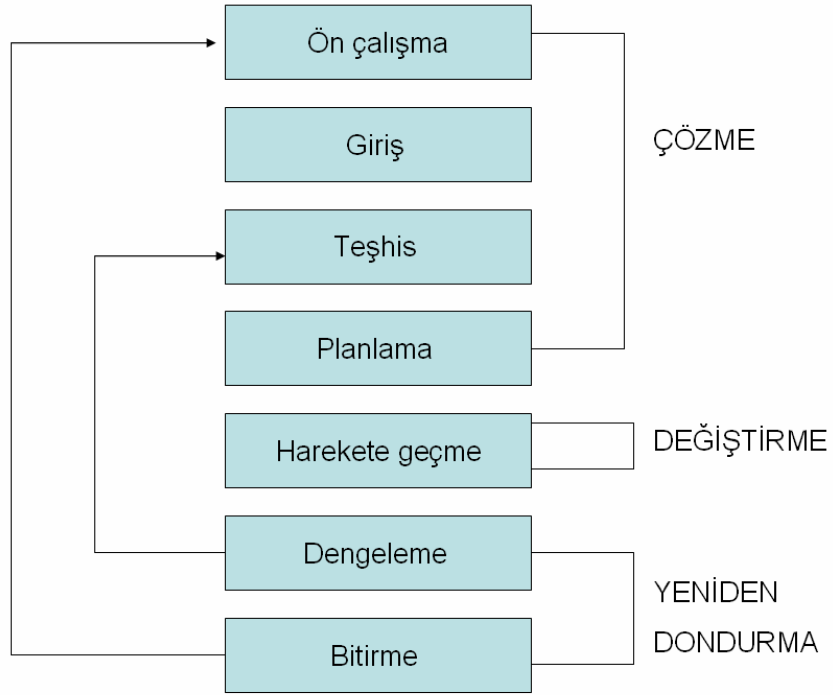 Ön çalışma
Giriş
ÇÖZME
Teşhis
Planlama
Harekete geçme
DEĞİŞTİRME
Dengeleme
YENİDEN
DONDURMA
Bitirme